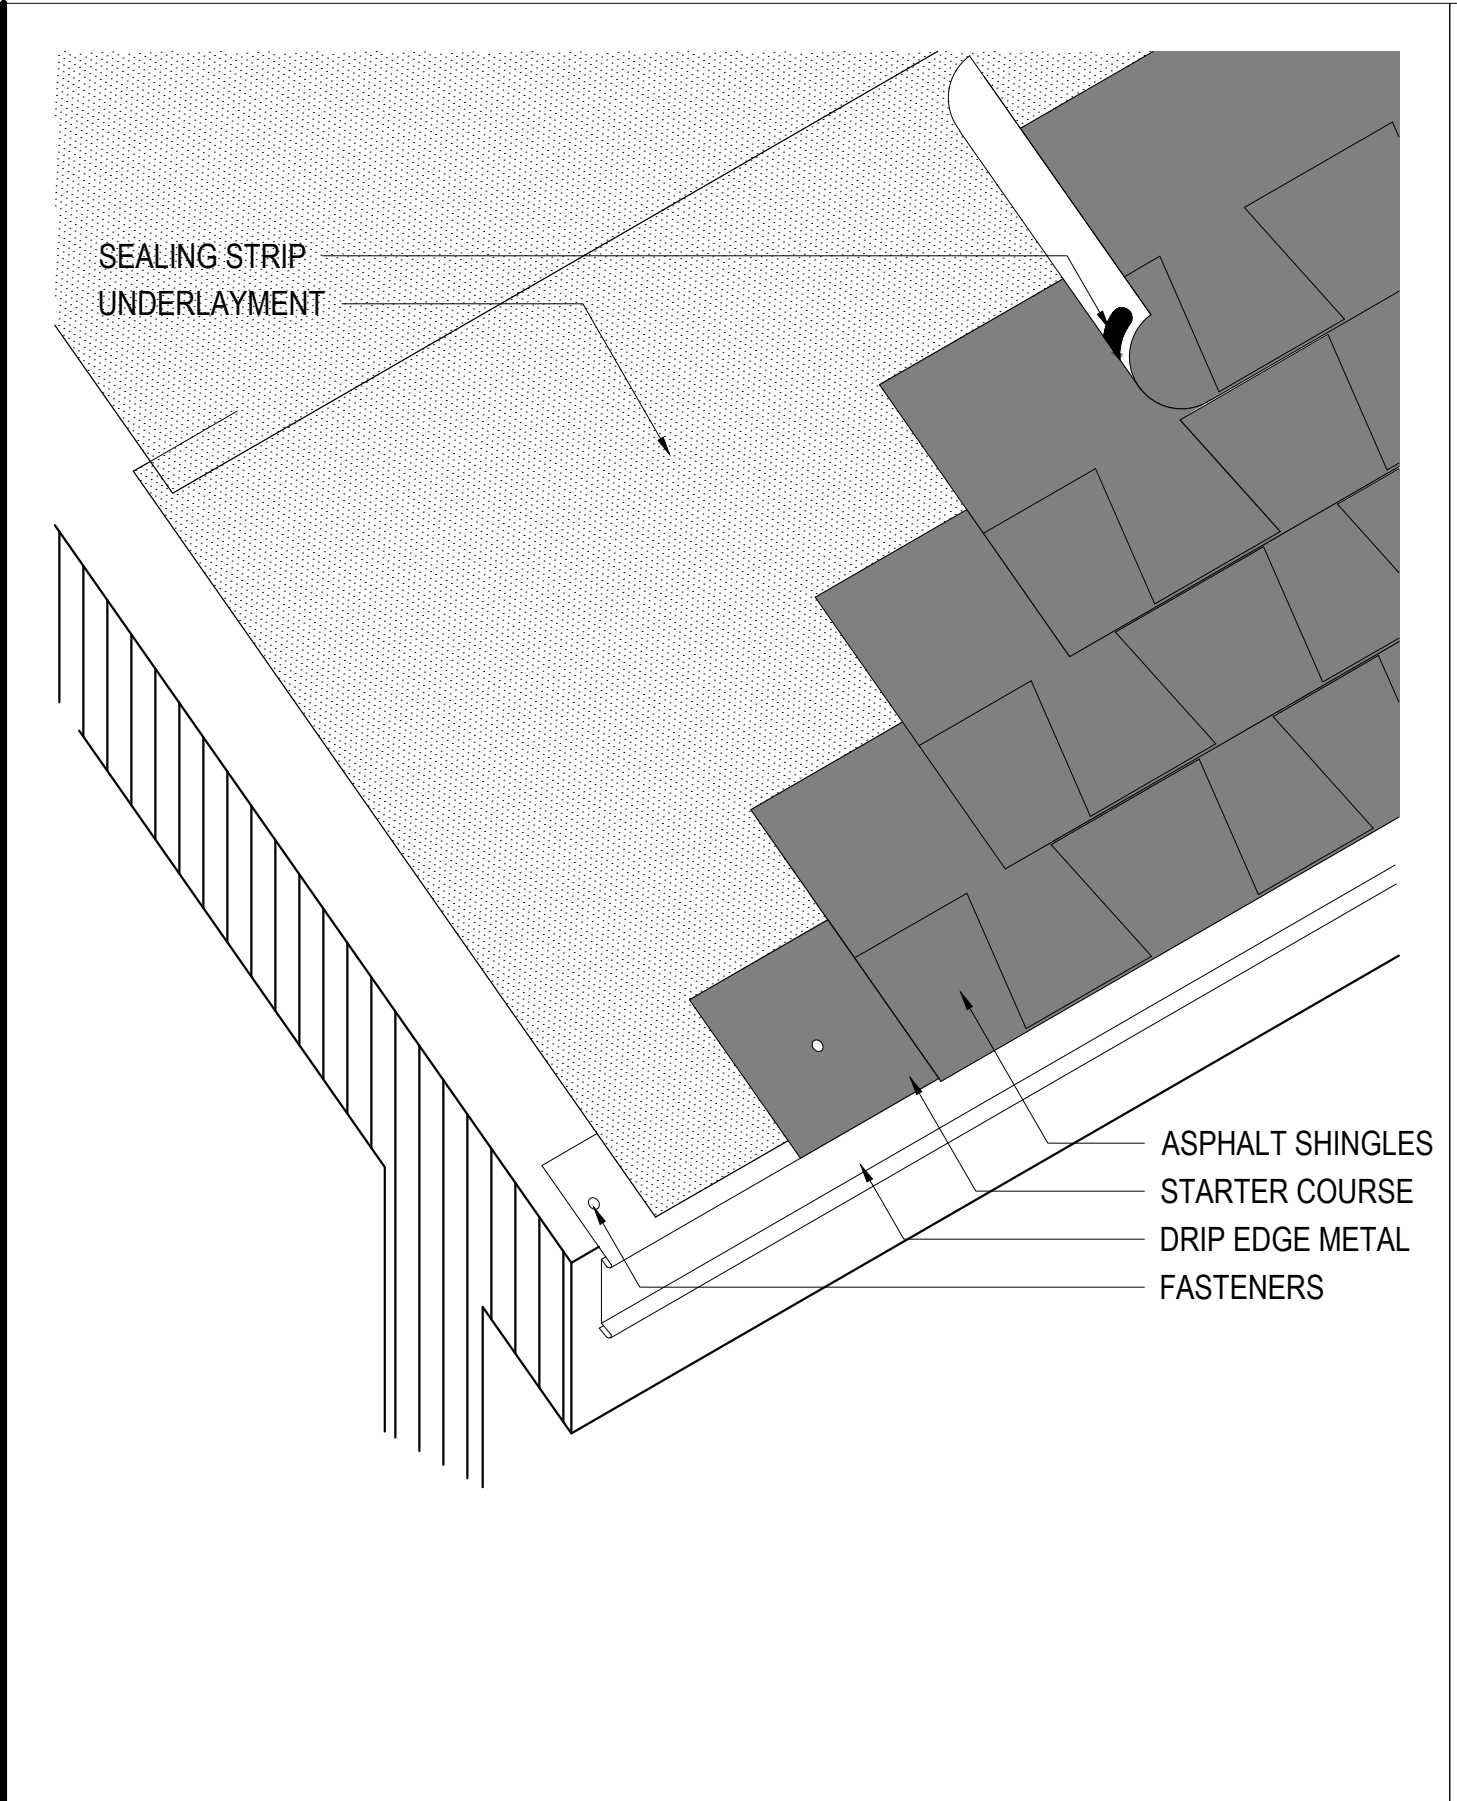 SEALING STRIP
UNDERLAYMENT
ASPHALT SHINGLES
STARTER COURSE
DRIP EDGE METAL
FASTENERS